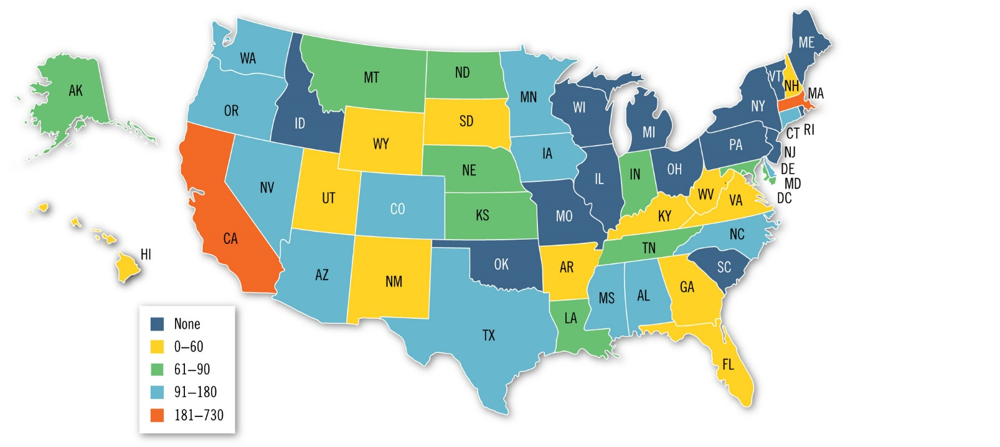 ME
WA
VT
NH
MT
ND
AK
MN
MA
WI
NY
OR
ID
SD
MI
CT
RI
WY
PA
NJ
IA
NE
OH
DE
IN
MD
IL
NV
WV
DC
UT
VA
CO
KS
MO
KY
CA
NC
TN
HI
OK
AR
SC
AZ
NM
GA
MS
AL
LA
TX
FL
None
0–60
61–90
91–180
181–730